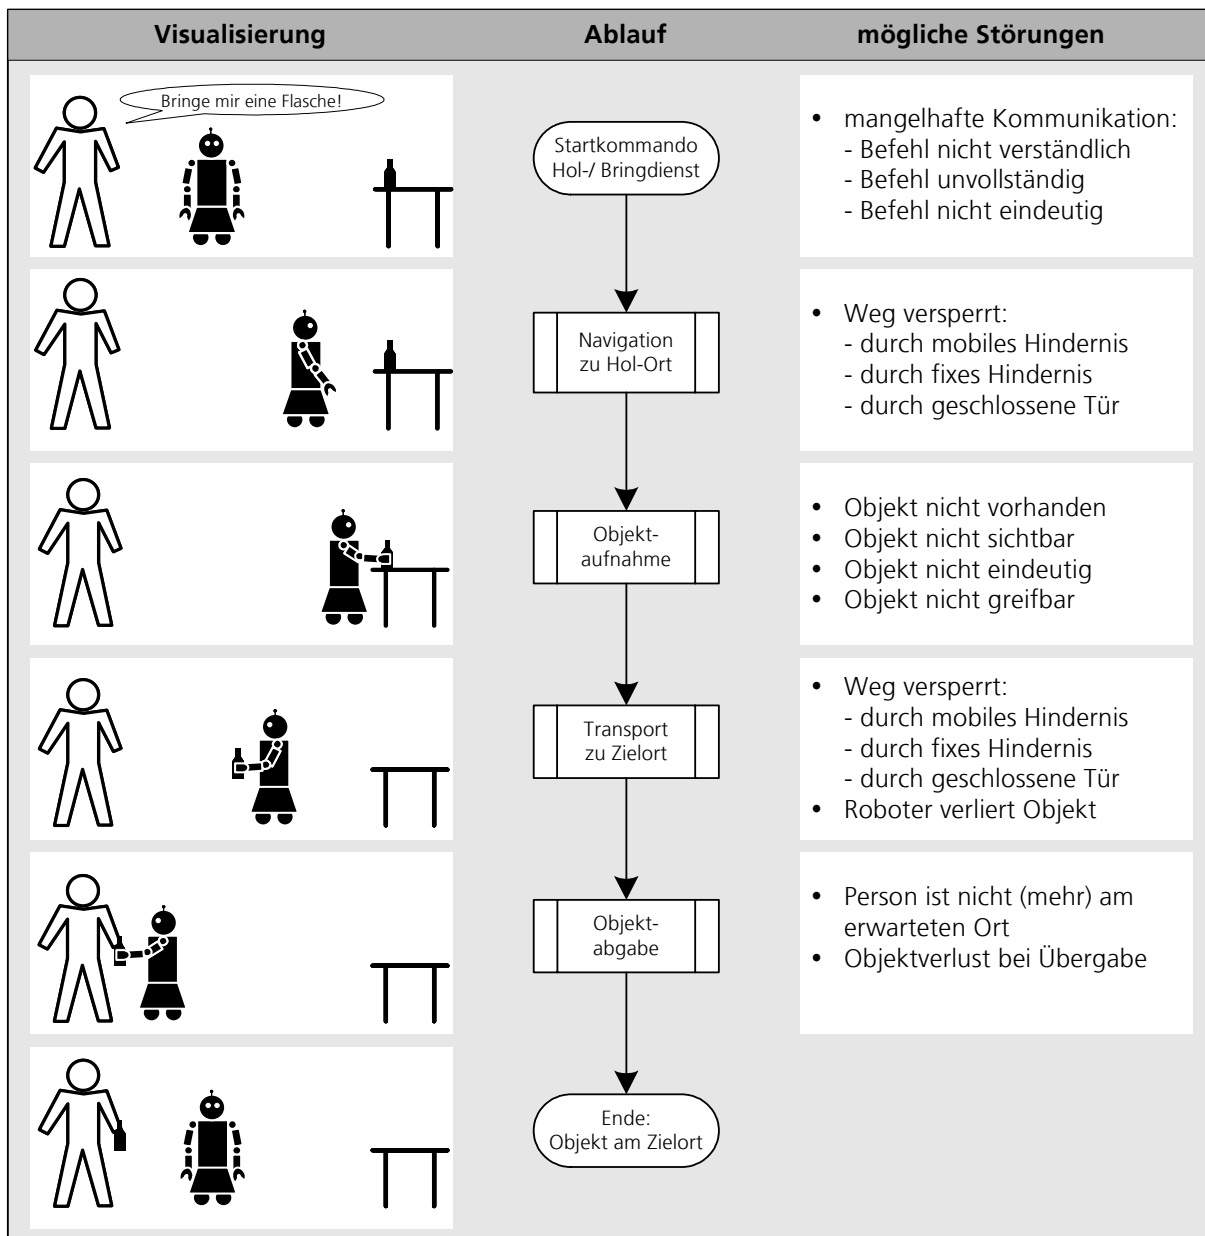 Visualisierung
Ablauf
mögliche Störungen
Bringe mir eine Flasche!
Startkommando
Hol-/ Bringdienst
• mangelhafte Kommunikation:
- Befehl nicht verständlich
- Befehl unvollständig
- Befehl nicht eindeutig
Navigation
zu Hol-Ort
• Weg versperrt:
- durch mobiles Hindernis
- durch fixes Hindernis
- durch geschlossene Tür
Objekt-
aufnahme
• Objekt nicht vorhanden
• Objekt nicht sichtbar
• Objekt nicht eindeutig
• Objekt nicht greifbar
Transport
zu Zielort
• Weg versperrt:
- durch mobiles Hindernis
- durch fixes Hindernis
- durch geschlossene Tür
• Roboter verliert Objekt
Objekt-
abgabe
• Person ist nicht (mehr) am
erwarteten Ort
• Objektverlust bei Übergabe
Ende:
Objekt am Zielort